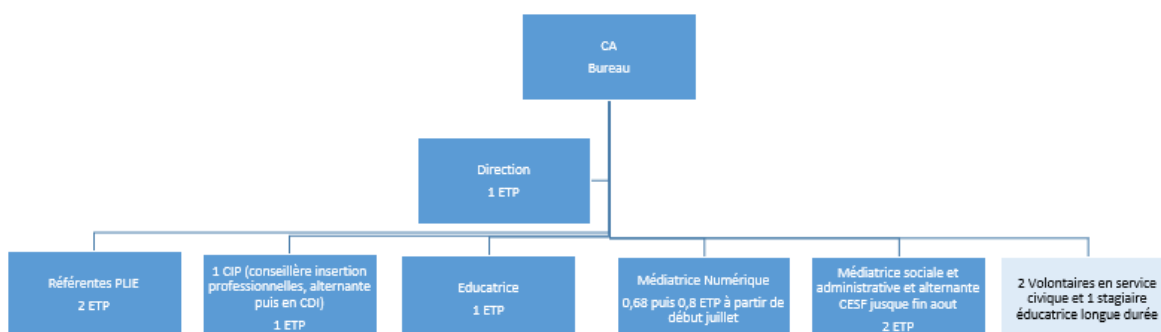 CA
Bureau
Direction
1 ETP
Référentes PLIE
2 ETP
1 CIP (conseillère insertion
professionnelles, alternante
puis en CDI)
1 ETP
Educatrice
1 ETP
Médiatrice Numérique
0,68 puis 0,8 ETP à partir de
début juillet
Médiatrice sociale et
administrative et alternante
CESF jusque fin aout
2 ETP
2 Volontaires en service
civique et 1 stagiaire
éducatrice longue durée